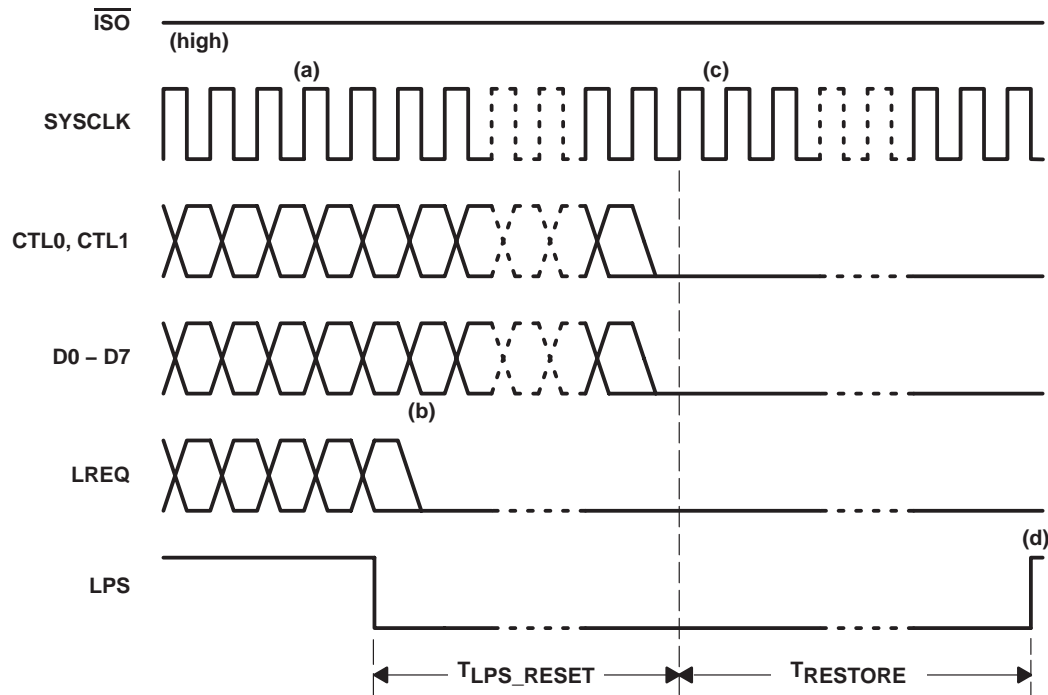 ISO
(high)
(a)
(c)
SYSCLK
CTL0, CTL1
D0 – D7
(b)
LREQ
(d)
LPS
TLPS_RESET
TRESTORE